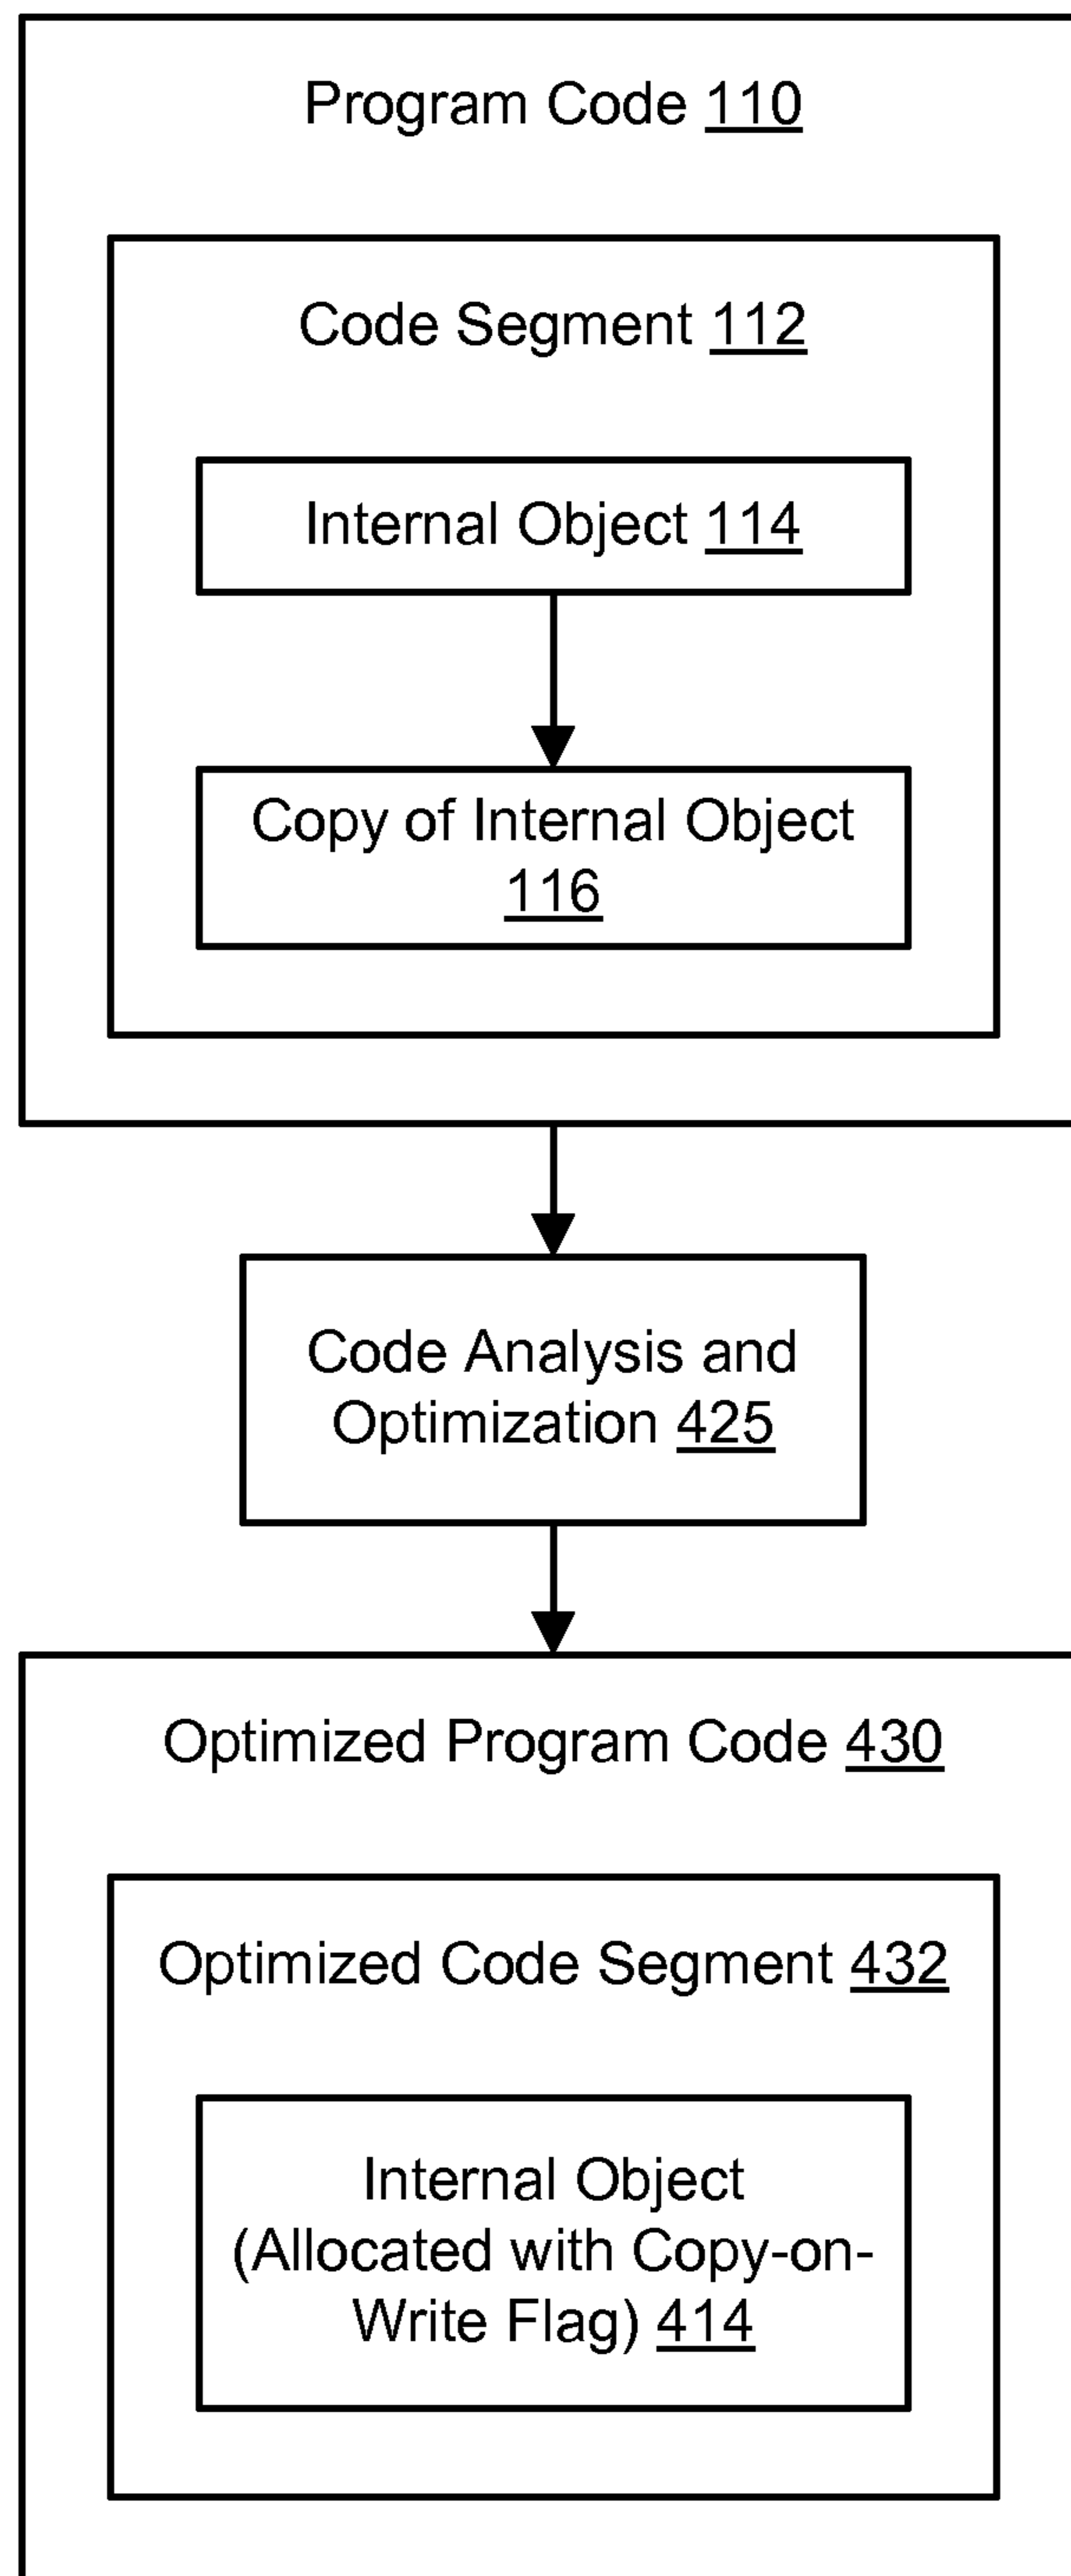 Program Code 110
Code Segment 112
Internal Object 114
Copy of Internal Object
116
Code Analysis and
Optimization 425
Optimized Program Code 430
Optimized Code Segment 432
Internal Object
(Allocated with Copy-on-
Write Flag) 414